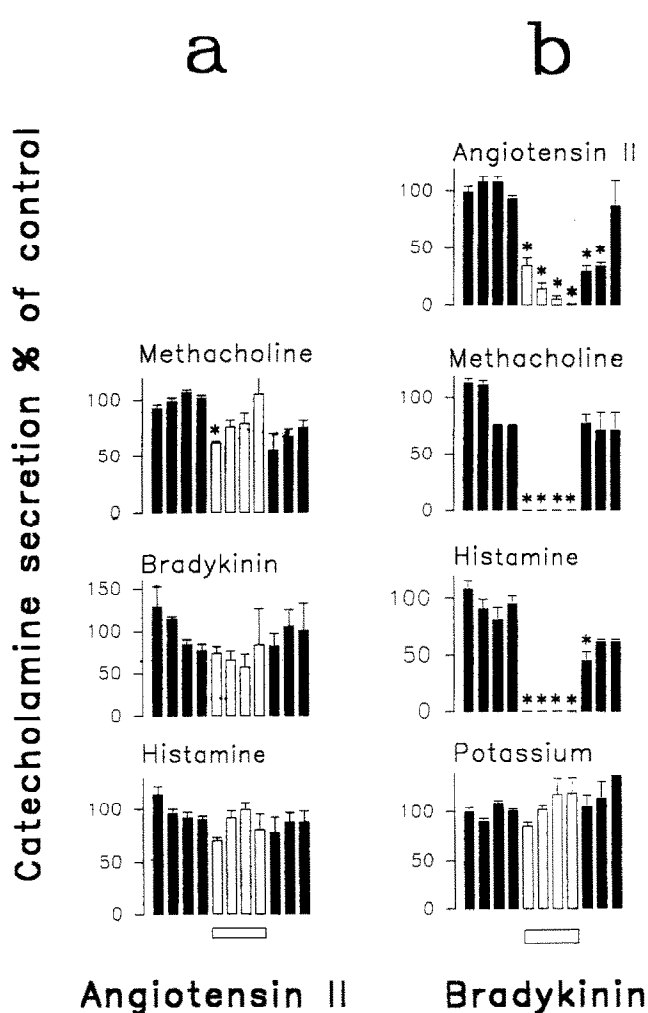 a
b
Catecholamine secretion % of control
Angiotensin II
100
50
0
* * * * * *
Methacholine
100
50
0
*
Methacholine
100
50
0
* * * *
Bradykinin
150
100
50
0
Histamine
100
50
0
* * * * *
Histamine
100
50
0
Potassium
100
50
0
Angiotensin II
Bradykinin